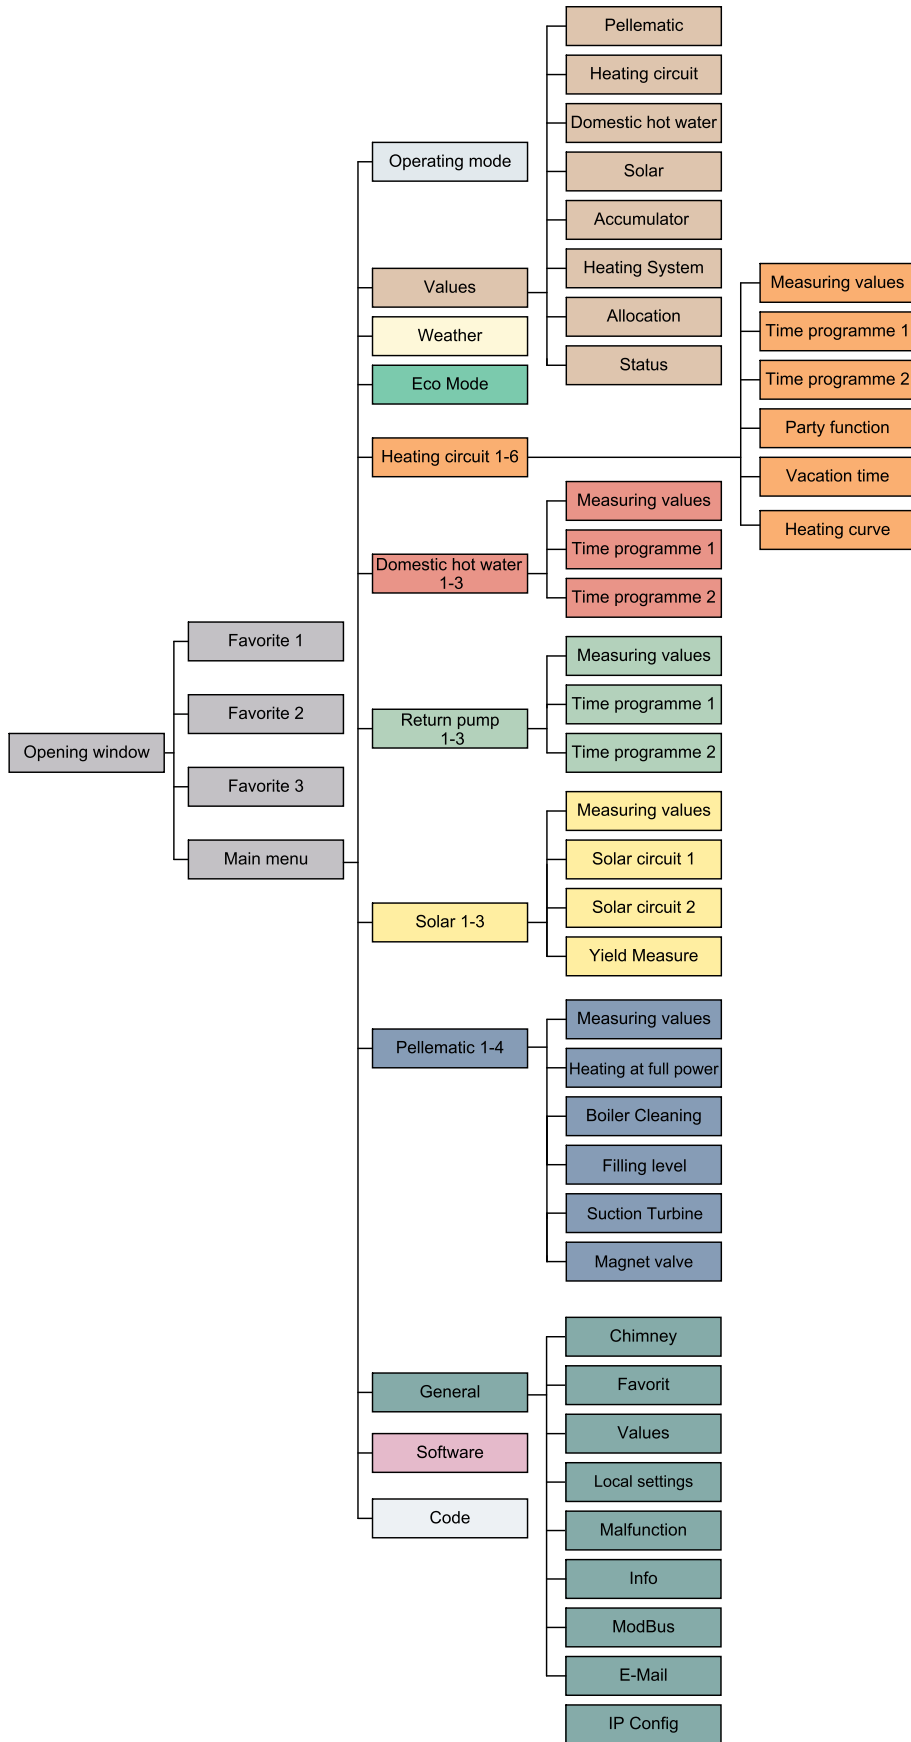 Opening window
Favorite 1
Favorite 2
Favorite 3
Main menu
Operating mode
Values
Weather
Eco Mode
Heating circuit 1-6
Domestic hot water
1-3
Return pump
1-3
Solar 1-3
Pellematic 1-4
General
Software
Code
Pellematic
Heating circuit
Domestic hot water
Solar
Accumulator
Heating System
Allocation
Status
Measuring values
Time programme 1
Time programme 2
Party function
Vacation time
Heating curve
Measuring values
Time programme 1
Time programme 2
Measuring values
Time programme 1
Time programme 2
Measuring values
Solar circuit 1
Solar circuit 2
Yield Measure
Measuring values
Heating at full power
Boiler Cleaning
Filling level
Suction Turbine
Magnet valve
Chimney
Favorit
Values
Local settings
Malfunction
Info
ModBus
E-Mail
IP Config